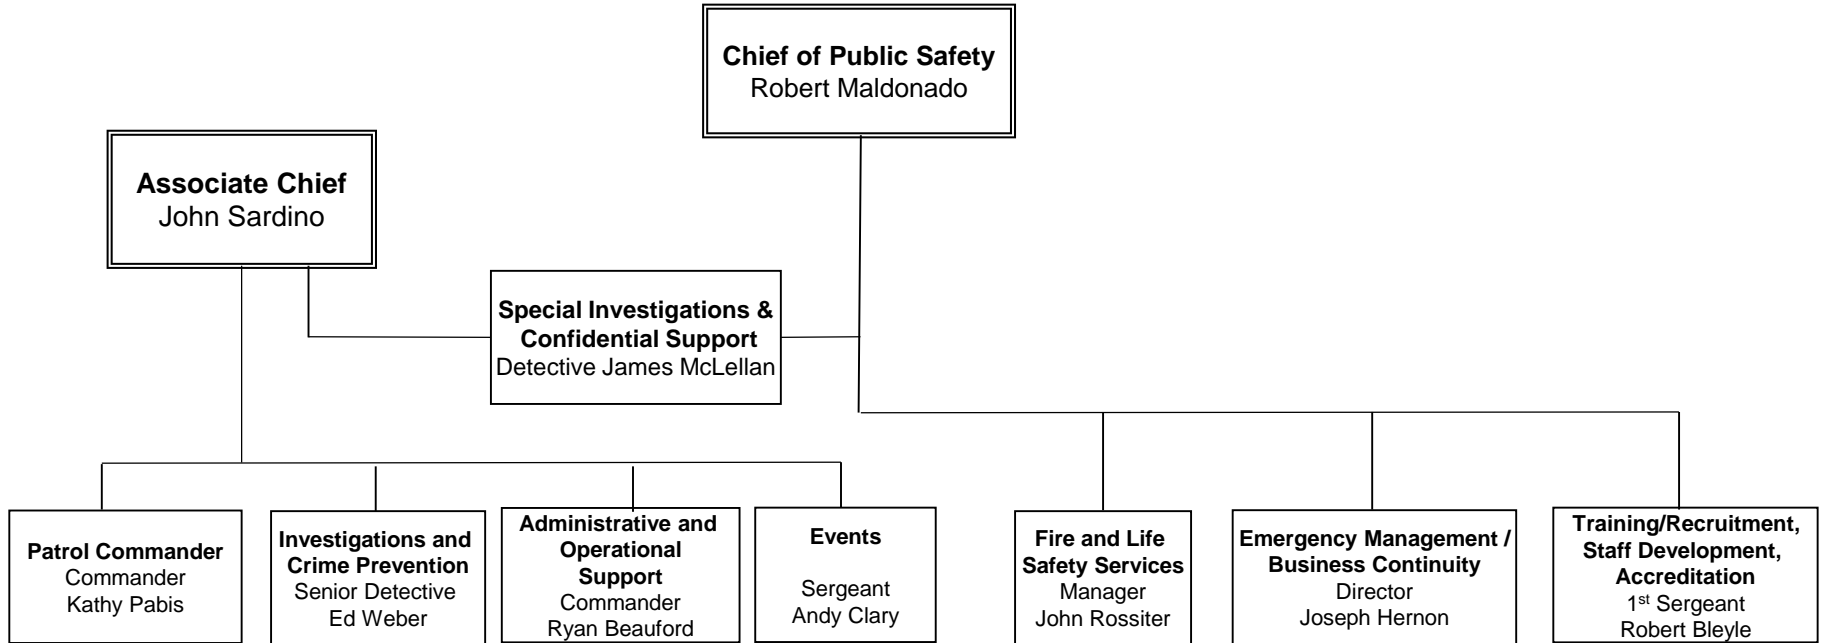 Chief of Public Safety
Robert Maldonado
Associate Chief
John Sardino
Special Investigations &
Confidential Support
Detective James McLellan
Patrol Commander
Commander
Kathy Pabis
Investigations and
Crime Prevention
Senior Detective
Ed Weber
Administrative and
Operational
Support
Commander
Ryan Beauford
Events
Sergeant
Andy Clary
Fire and Life
Safety Services
Manager
John Rossiter
Emergency Management /
Business Continuity
Director
Joseph Hernon
Training/Recruitment,
Staff Development,
Accreditation
1st Sergeant
Robert Bleyle